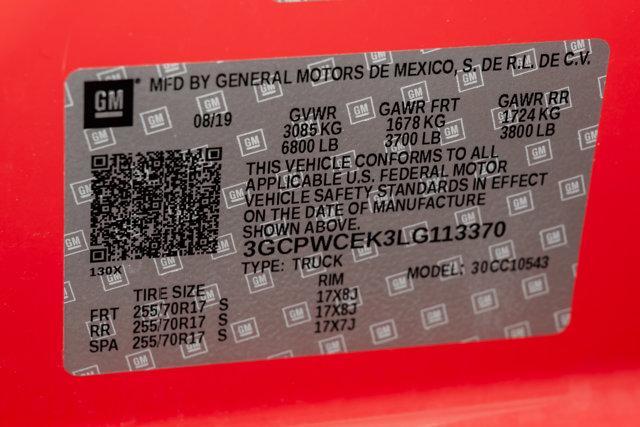 GM MFD BY GENERAL MOTORS DE MEXICO, S. DE R.L. DE C.V.
08/19 GVWR GAWR FRT GAWR RR
3085 KG 1678 KG 1724 KG
6800 LB 3700 LB 3800 LB
THIS VEHICLE CONFORMS TO ALL
APPLICABLE U.S. FEDERAL MOTOR
VEHICLE SAFETY STANDARDS IN EFFECT
ON THE DATE OF MANUFACTURE
SHOWN ABOVE.
3GCPWCEK3LG113370
130X TYPE: TRUCK MODEL: 30CC10543
TIRE SIZE RIM
FRT 255/70R17 S 17X8J
RR 255/70R17 S 17X8J
SPA 255/70R17 S 17X7J